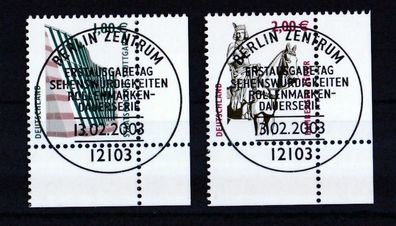 1,00 €
BERLIN ZENTRUM
ERSTAUSGABETAG
SEHENSWÜRDIGKEITEN
ROLLENMARKEN-
DAUERSERIE
13.02.2003
12103
DEUTSCHLAND
2,00 €
BERLIN ZENTRUM
ERSTAUSGABETAG
SEHENSWÜRDIGKEITEN
ROLLENMARKEN-
DAUERSERIE
13.02.2003
12103
DEUTSCHLAND